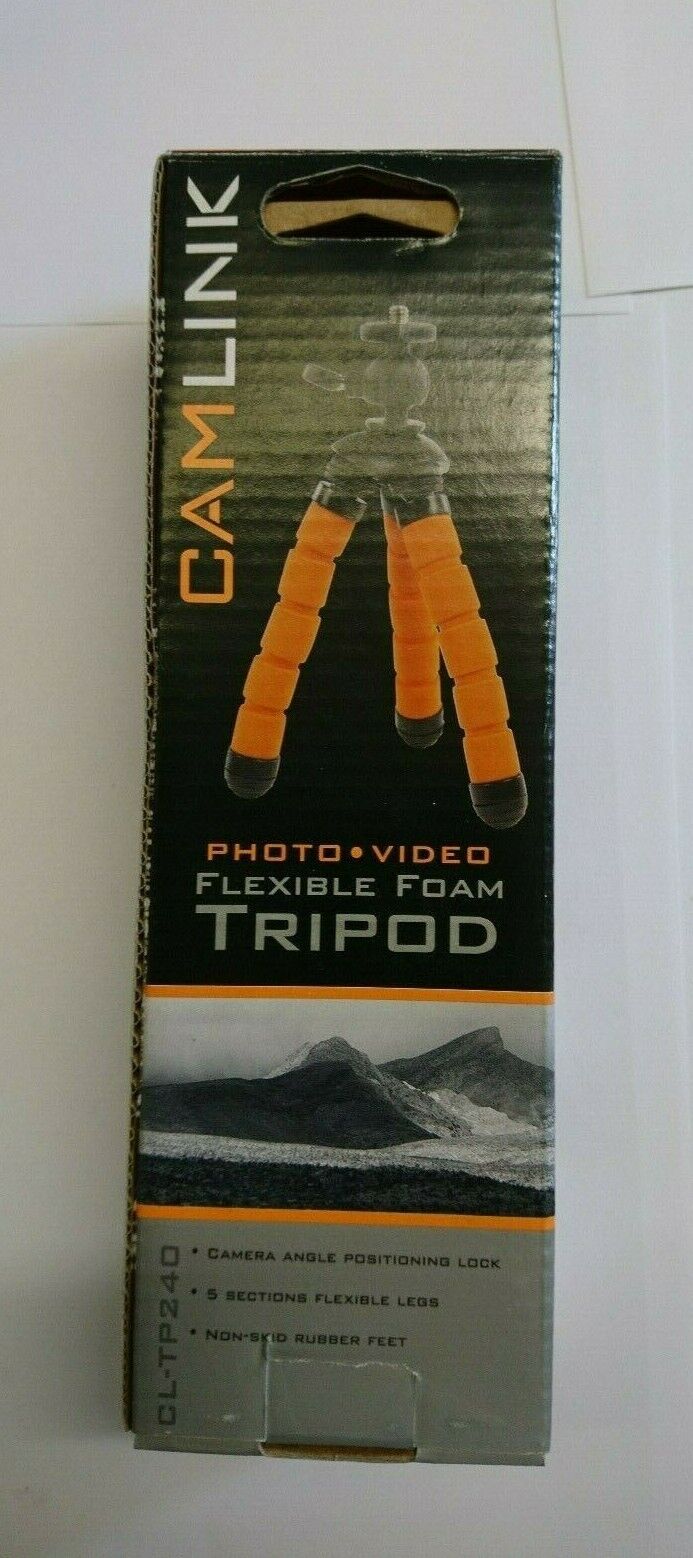 CAMLINK
PHOTO • VIDEO
FLEXIBLE FOAM
TRIPOD
CL-TP240
• CAMERA ANGLE POSITIONING LOCK
• 5 SECTIONS FLEXIBLE LEGS
• NON-SKID RUBBER FEET